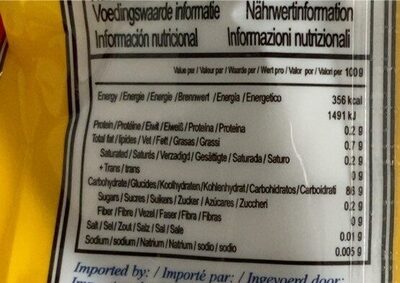 Voedingswaarde informatie Nährwertinformation
Información nutricional Informazioni nutrizionali
Value per / Valeur par / Waarde per / Wert pro / Valor por / Valori per 100 g
Energy / Energie / Energie / Brennwert / Energía / Energetico 356 kcal
1491 kJ
Protein / Protéine / Eiwit / Eiweiß / Proteína / Proteina 0.2 g
Total fat / lipides / Vet / Fett / Grasas / Grassi 0.7 g
Saturated / Saturés / Verzadigd / Gesättigte / Saturada / Saturo 0.2 g
+ Trans / trans 0 g
Carbohydrate / Glucides / Koolhydraten / Kohlenhydrat / Carbohidratos / Carboidrati 86 g
Sugars / Sucres / Suikers / Zucker / Azúcares / Zuccheri 0.2 g
Fiber / Fibre / Vezel / Faser / Fibra / Fibras 0 g
Salt / Sel / Zout / Salz / Sal / Sale 0.01 g
Sodium / sodium / Natrium / Natrium / sodio / sodio 0.005 g
Imported by: / Importé par: / Ingevoerd door: